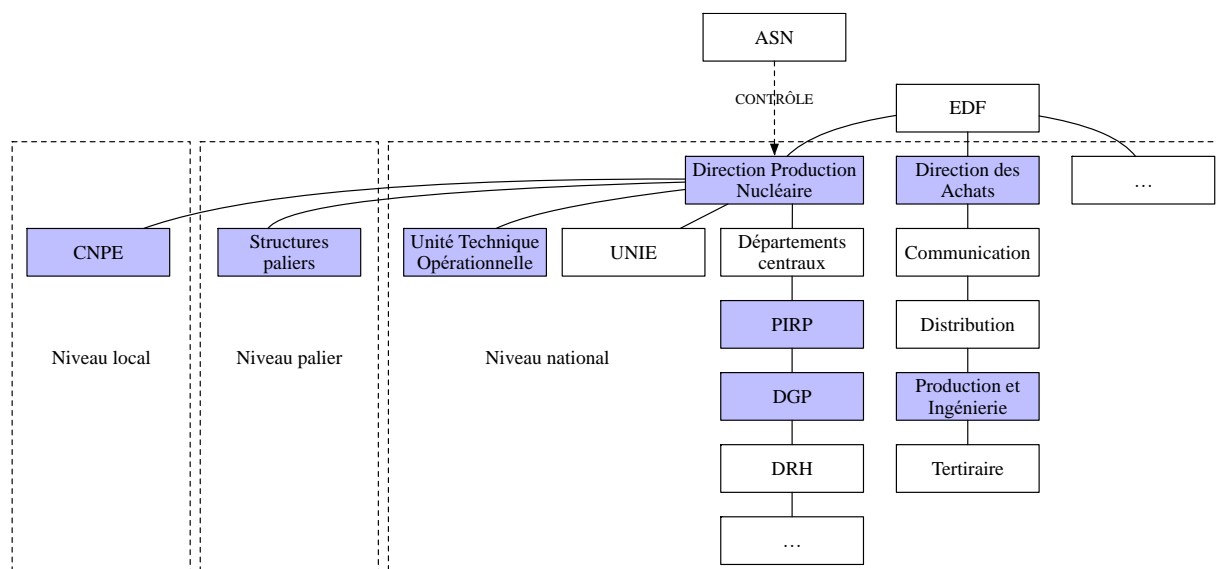 ASN
CONTRÔLE
EDF
Direction Production
Nucléaire
Direction des
Achats
…
CNPE
Structures
paliers
Unité Technique
Opérationnelle
UNIE
Départements
centraux
Communication
PIRP
Distribution
Niveau local
Niveau palier
Niveau national
DGP
Production et
Ingénierie
DRH
Tertiraire
…